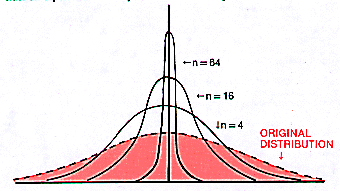 ←n=64
←n=16
↓n=4
ORIGINAL
DISTRIBUTION
↓